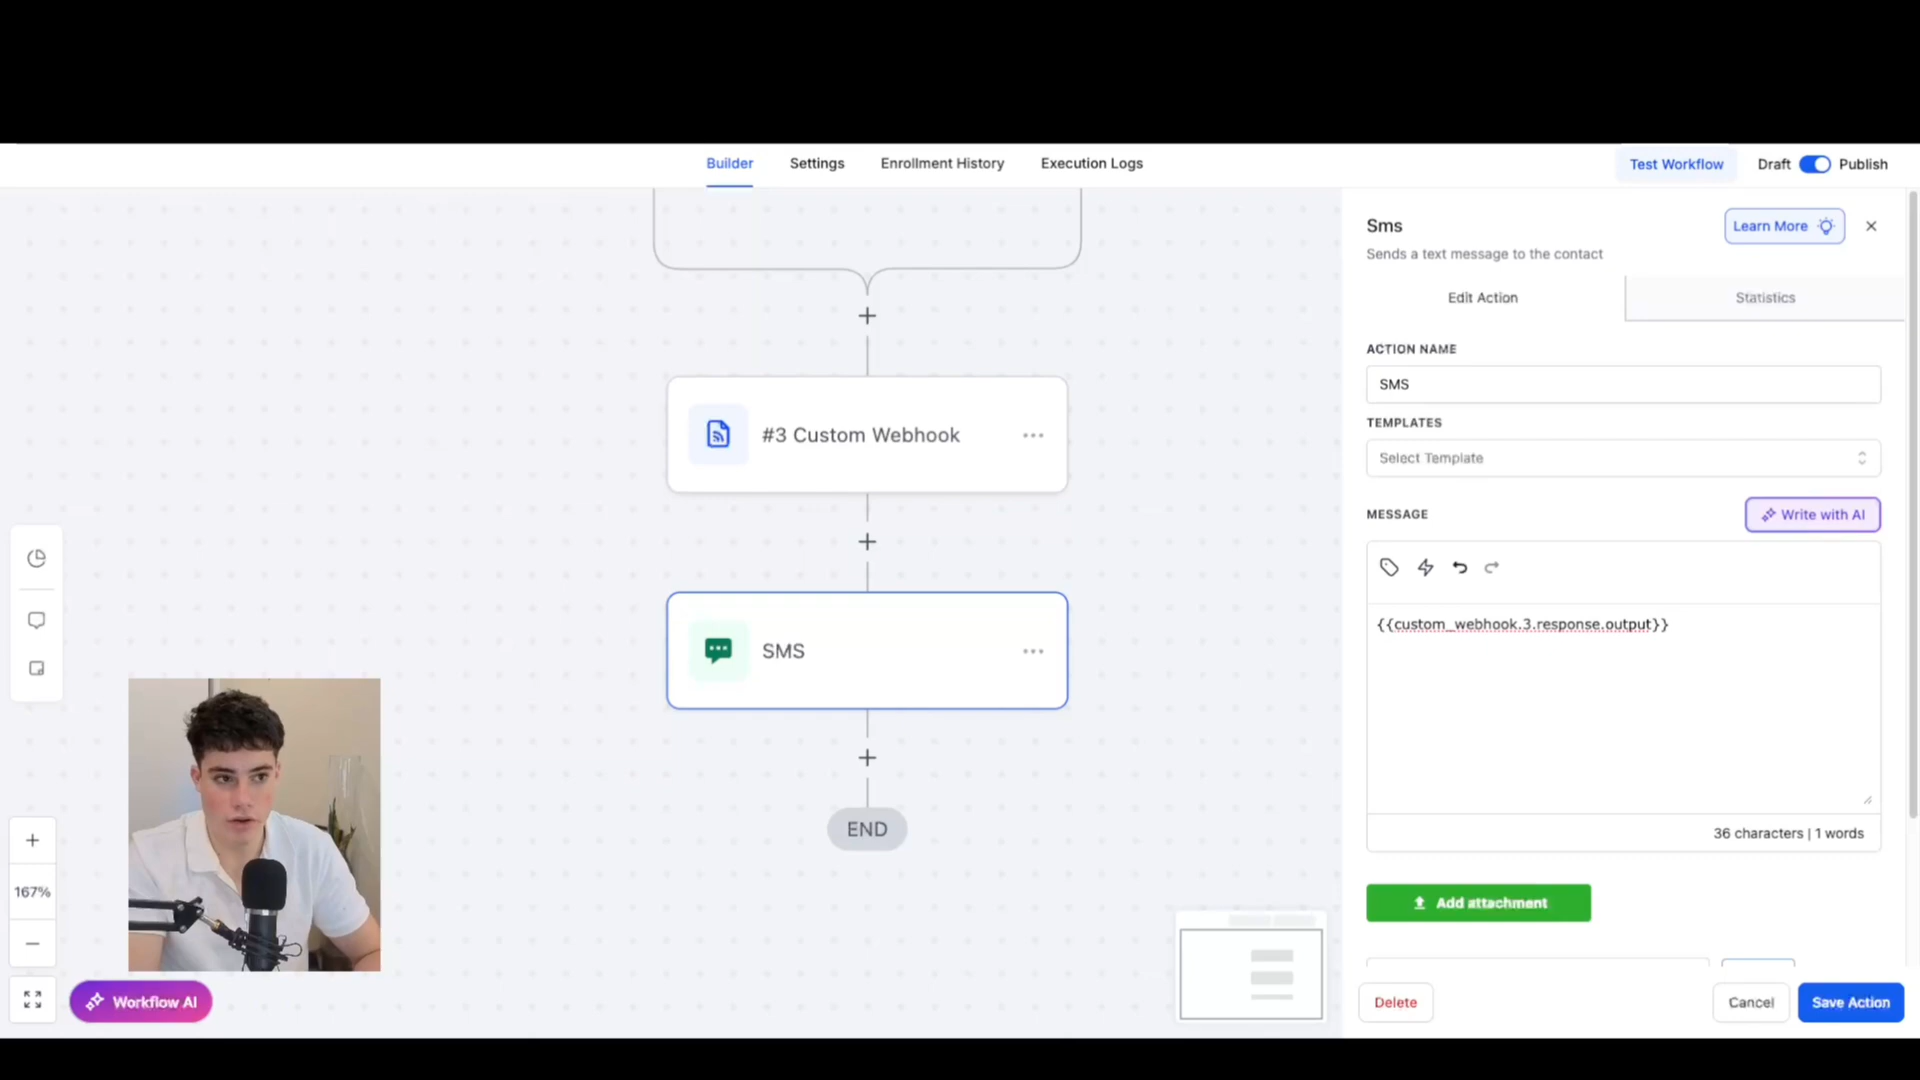 Builder
Settings
Enrollment History
Execution Logs
Test Workflow
Draft
Publish
Sms
Learn More
Sends a text message to the contact
Edit Action
Statistics
ACTION NAME
SMS
TEMPLATES
Select Template
MESSAGE
Write with AI
{{custom_webhook.3.response.output}}
36 characters | 1 words
Add attachment
Delete
Cancel
Save Action
#3 Custom Webhook
SMS
END
167%
Workflow AI